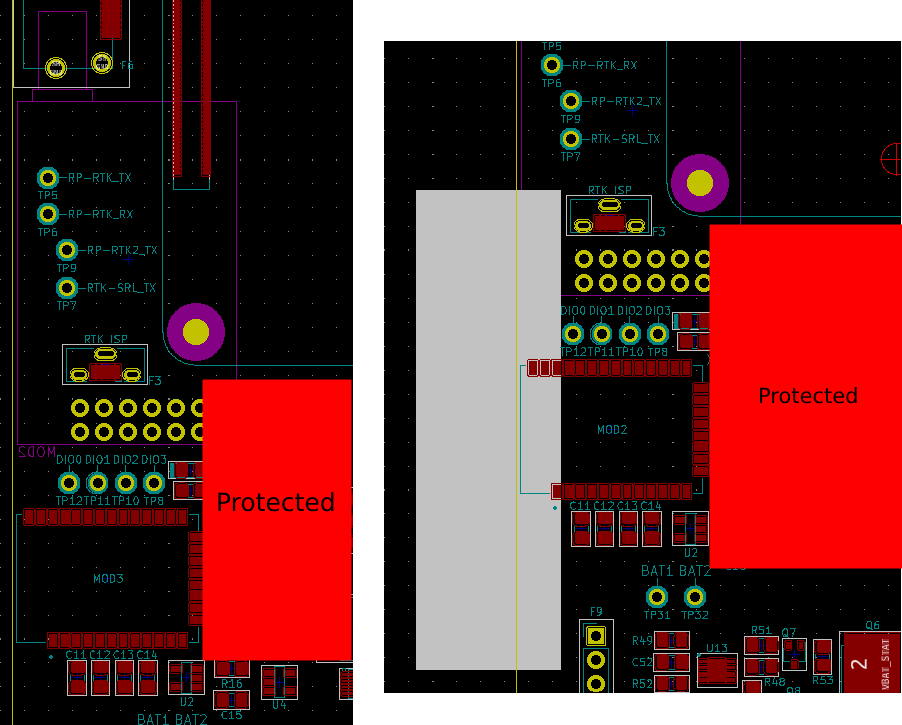 F6
RP-RTK_TX
TP5
RP-RTK_RX
TP6
RP-RTK2_TX
TP9
RTK-SRL_TX
TP7
RTK_ISP
F3
MOD2
DIO0 DIO1 DIO2 DIO3
TP12 TP11 TP10 TP8
Protected
MOD3
C11 C12 C13 C14
U2
R16
C15
U4
BAT1 BAT2
TP5
RP-RTK_RX
TP6
RP-RTK2_TX
TP9
RTK-SRL_TX
TP7
RTK_ISP
F3
DIO0 DIO1 DIO2 DIO3
TP12 TP11 TP10 TP8
Protected
MOD2
C11 C12 C13 C14
U2
BAT1 BAT2
TP31 TP32
F9
R49
C52
R52
U13
R51
R48
Q7
Q8
R53
Q6
2
VBAT_STAT